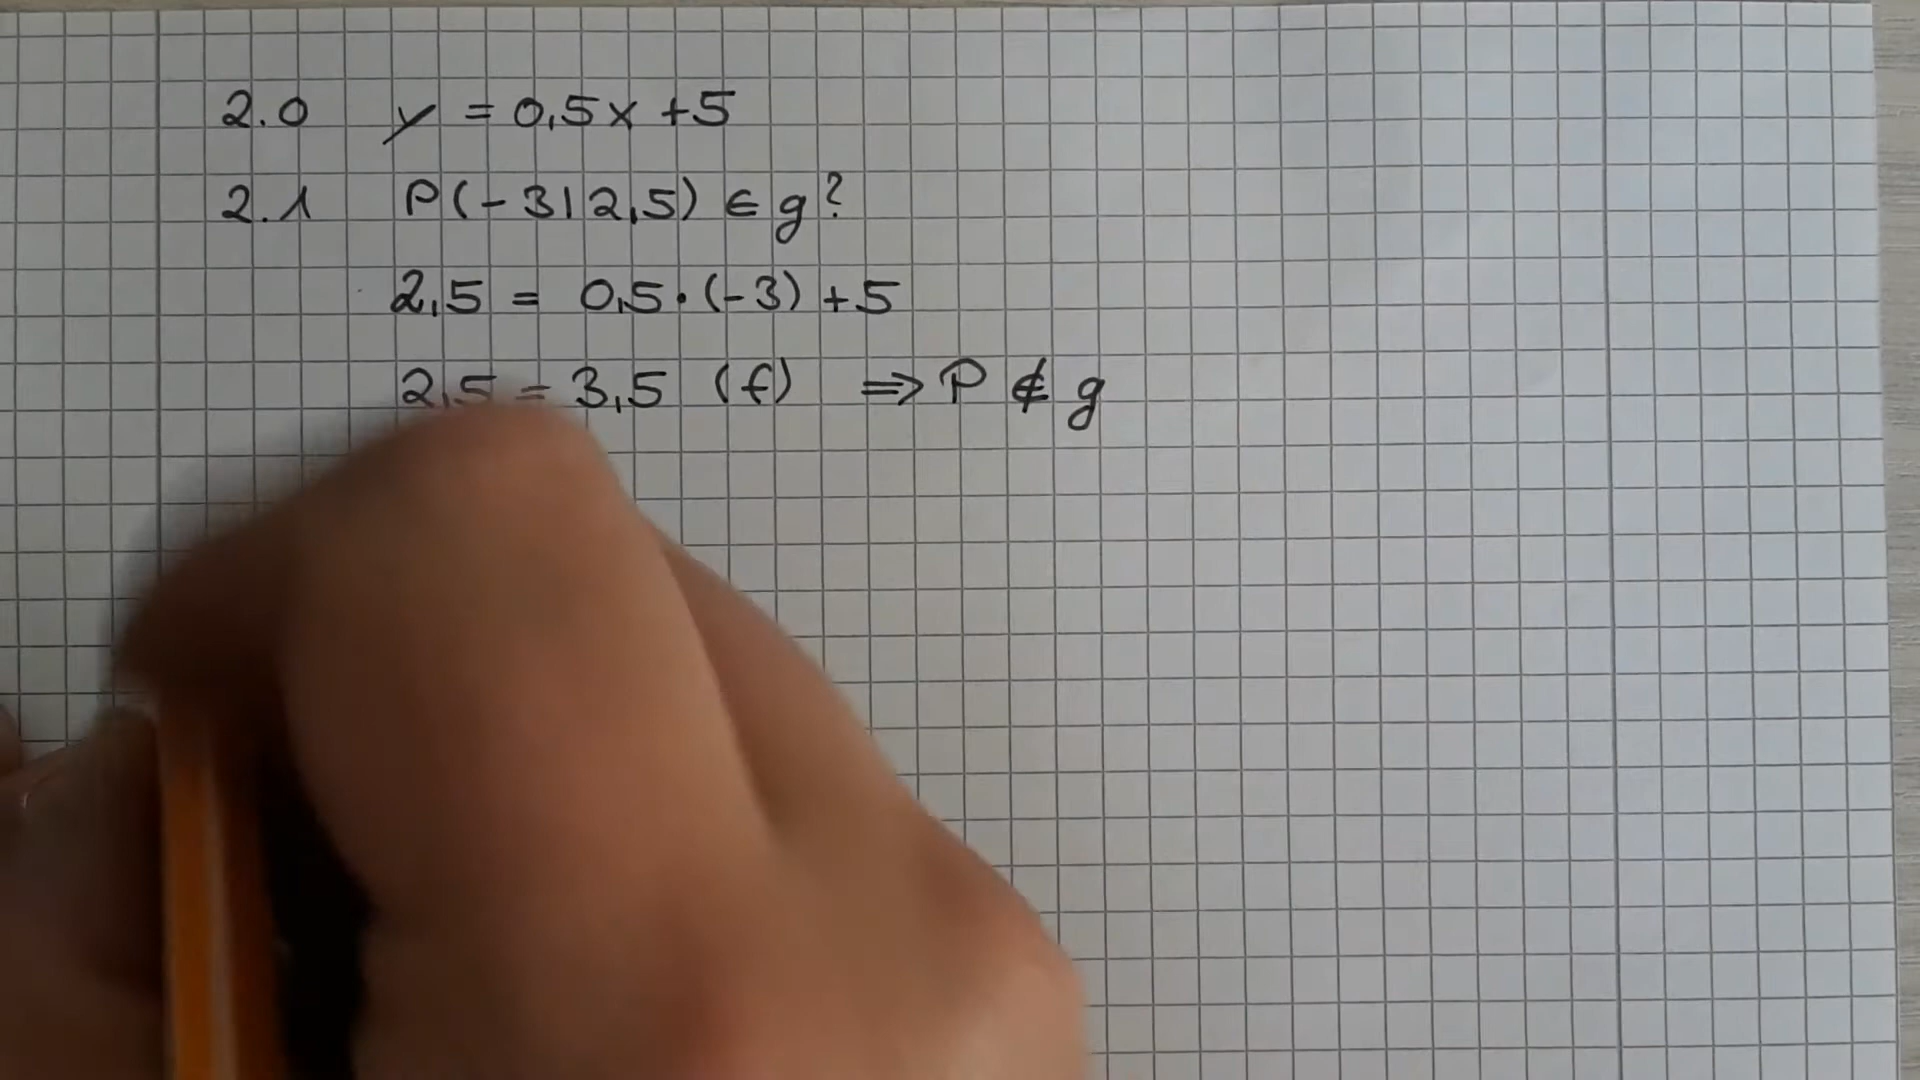 2.0 y = 0,5x + 5
2.1 P(-3|2,5) ∈ g?
2,5 = 0,5·(-3) + 5
2,5 = 3,5 (f) ⇒ P ∉ g